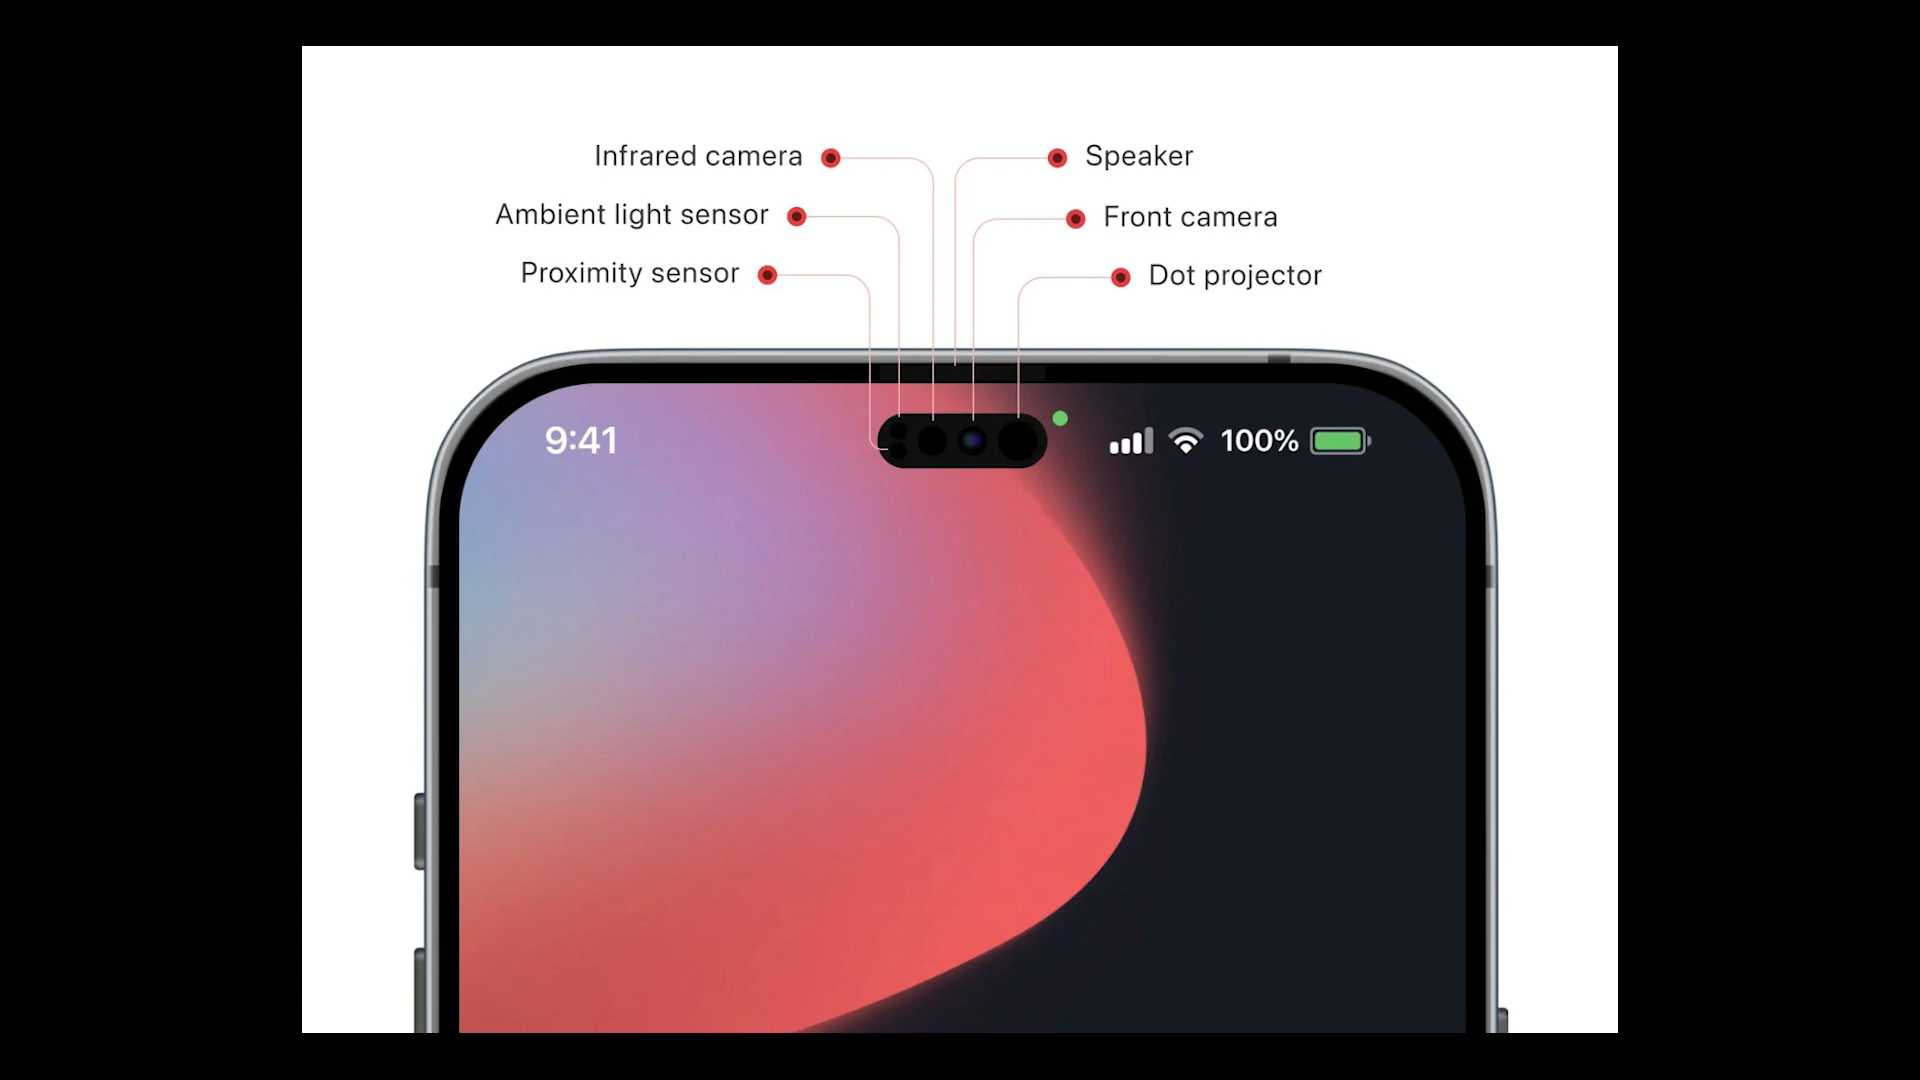 Infrared camera
Speaker
Ambient light sensor
Front camera
Proximity sensor
Dot projector
9:41
100%